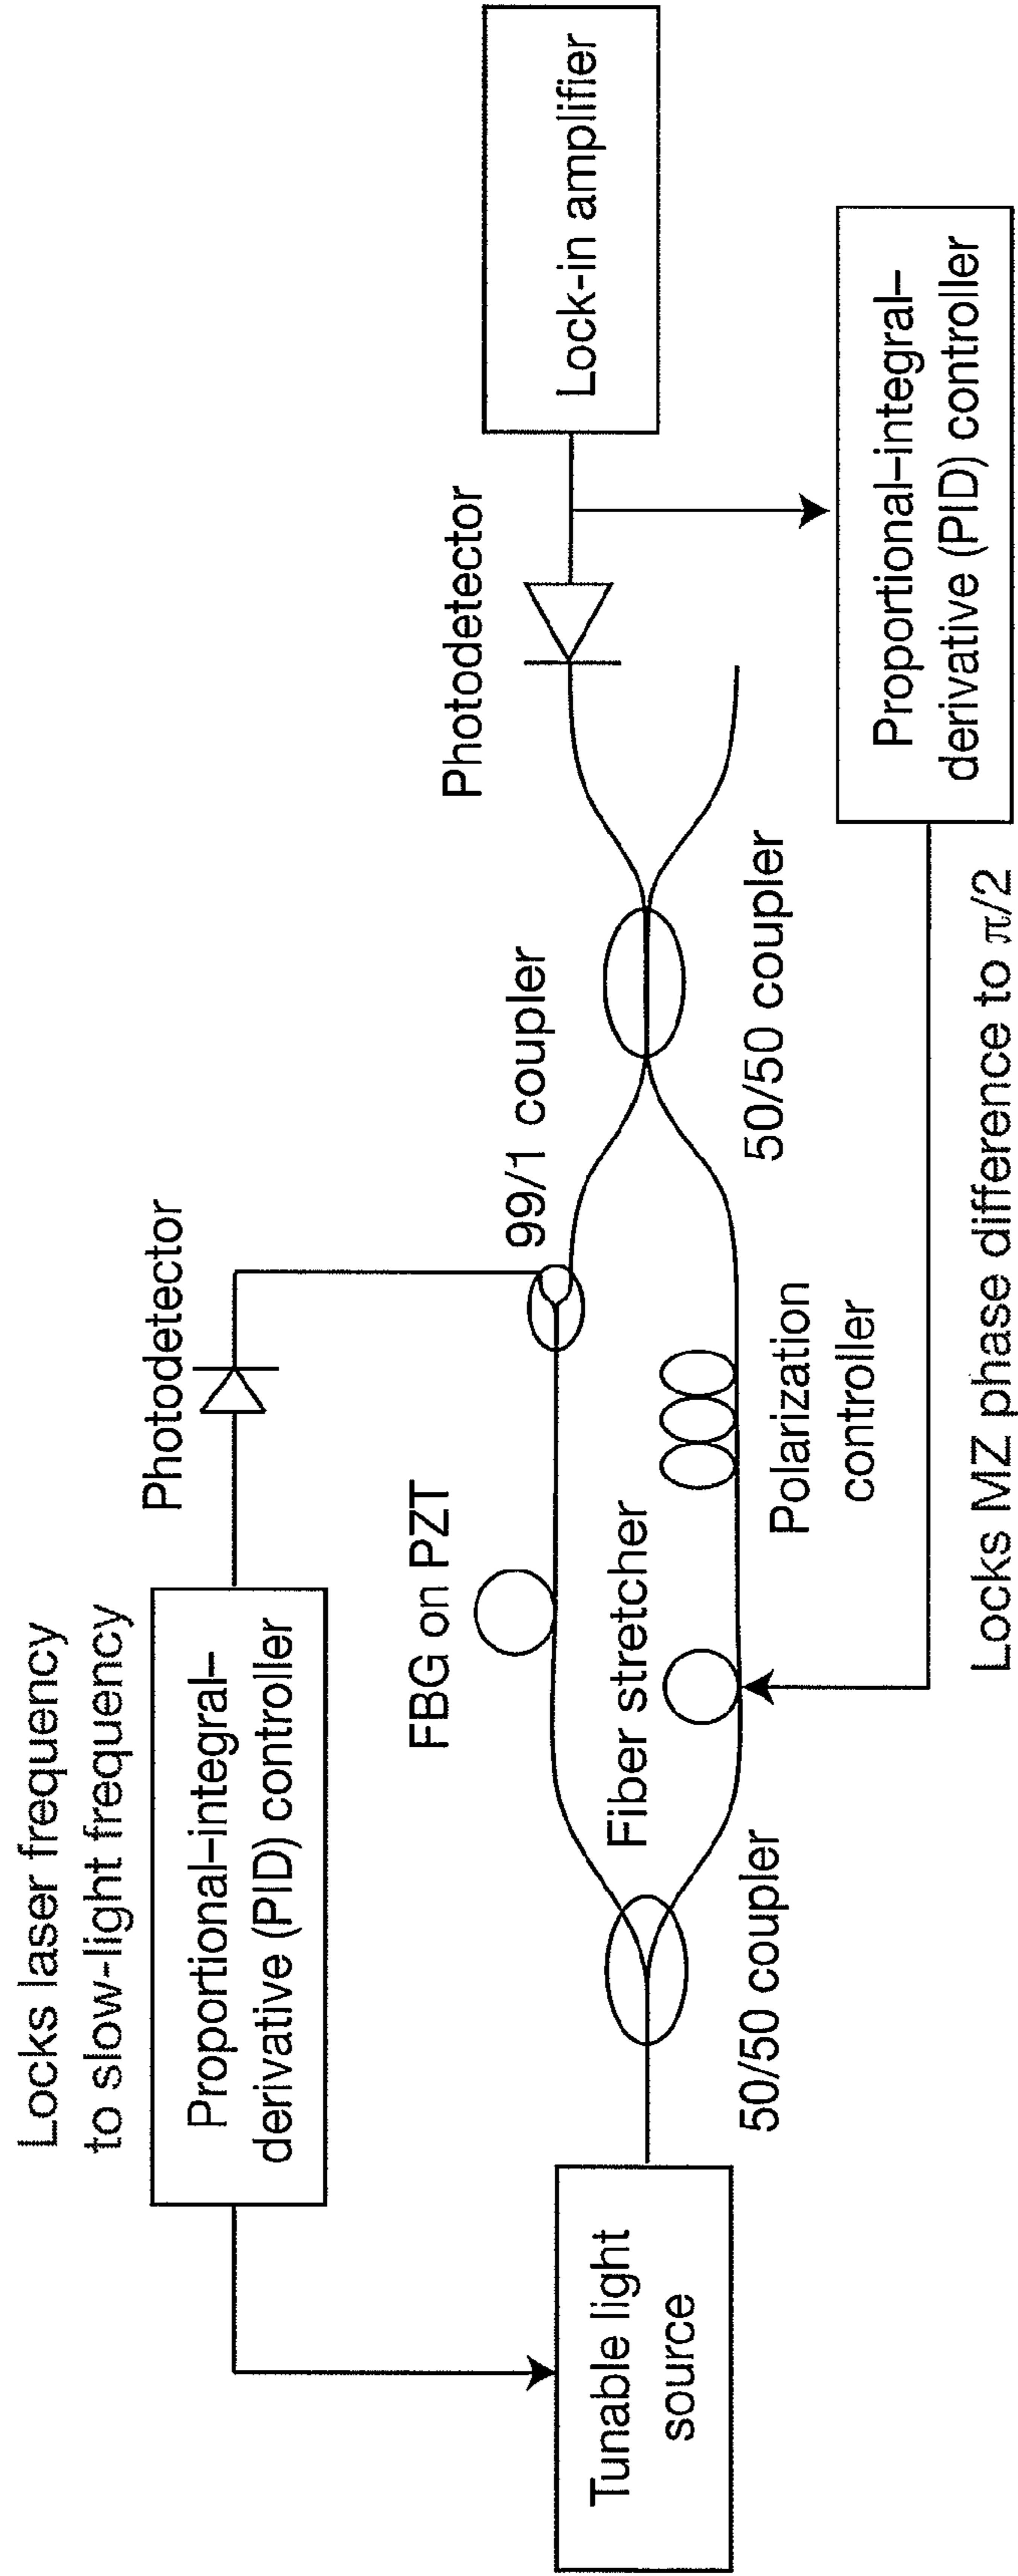 Locks laser frequency
to slow-light frequency
Proportional–integral–
derivative (PID) controller
Photodetector
FBG on PZT
99/1 coupler
Photodetector
Lock-in amplifier
Tunable light
source
50/50 coupler
Fiber stretcher
Polarization
controller
50/50 coupler
Proportional–integral–
derivative (PID) controller
Locks MZ phase difference to π/2